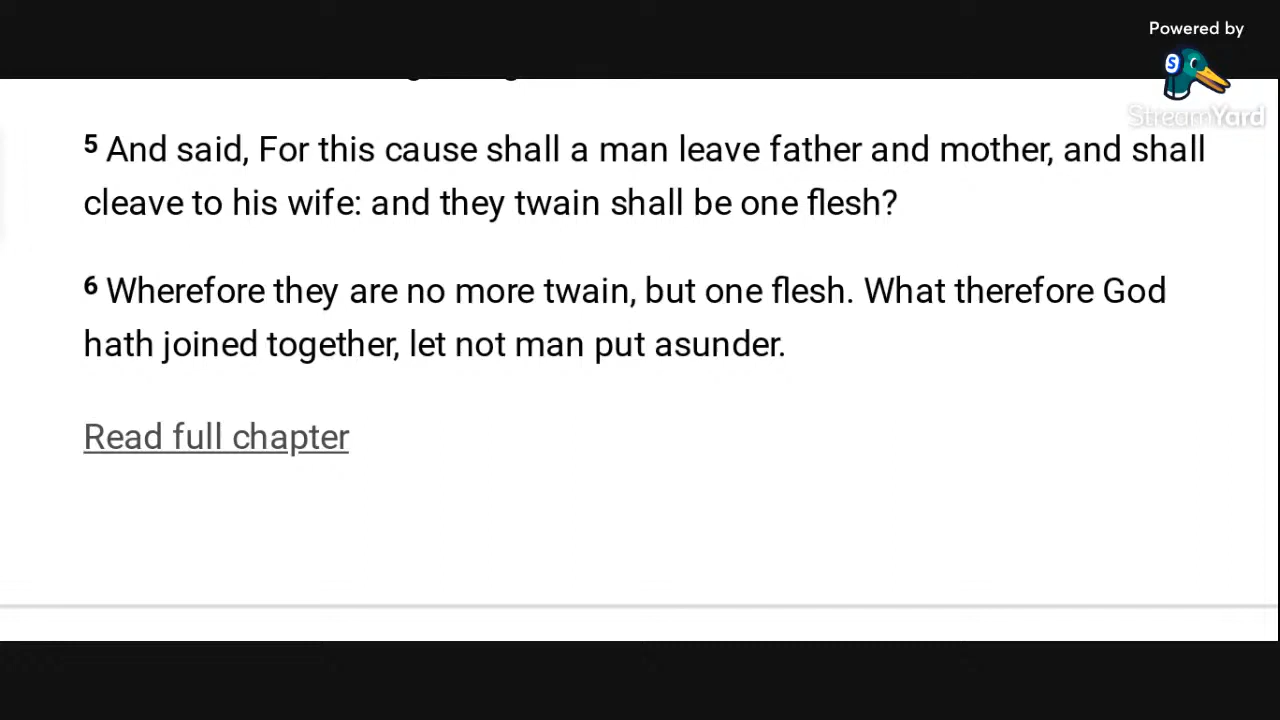 Powered by
StreamYard
5 And said, For this cause shall a man leave father and mother, and shall
cleave to his wife: and they twain shall be one flesh?
6 Wherefore they are no more twain, but one flesh. What therefore God
hath joined together, let not man put asunder.
Read full chapter